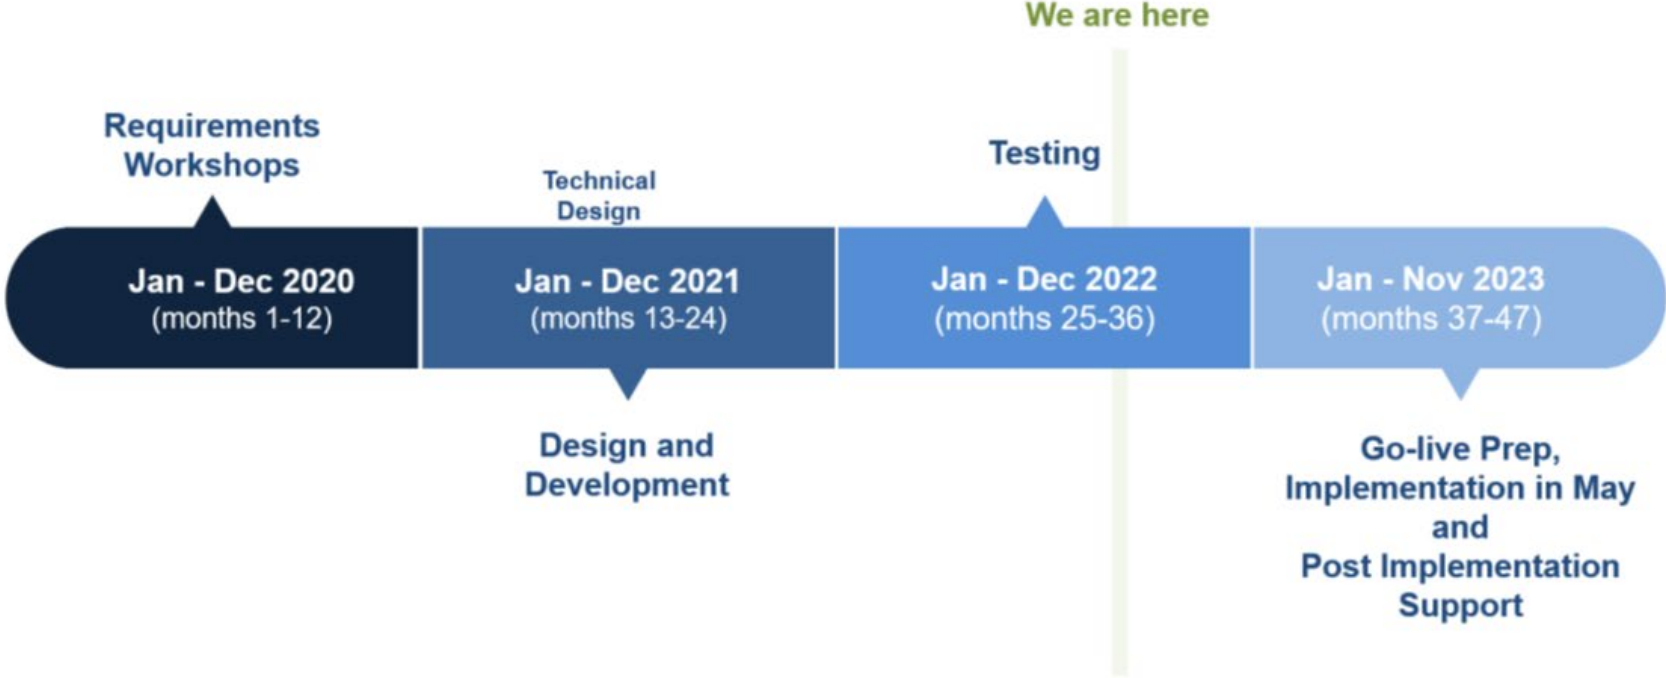 We are here
Requirements
Workshops
Technical
Design
Testing
Jan - Dec 2020
(months 1-12)
Jan - Dec 2021
(months 13-24)
Jan - Dec 2022
(months 25-36)
Jan - Nov 2023
(months 37-47)
Design and
Development
Go-live Prep,
Implementation in May
and
Post Implementation
Support